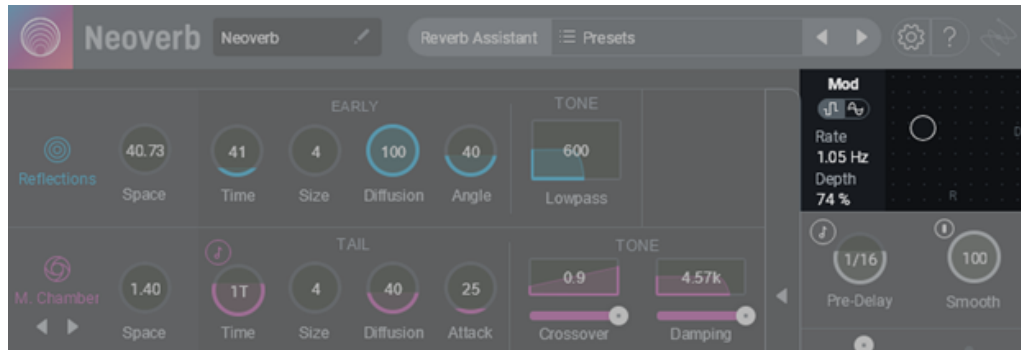 Neoverb Neoverb Reverb Assistant Presets ?
Mod
EARLY TONE
Rate
1.05 Hz
Depth
74 %
D
R
40.73 41 4 100 40 600
Reflections
Space Time Size Diffusion Angle Lowpass
TAIL TONE
1/16 100
Pre-Delay Smooth
1.40 1T 4 40 25 0.9 4.57k
M. Chamber
Space Time Size Diffusion Attack Crossover Damping